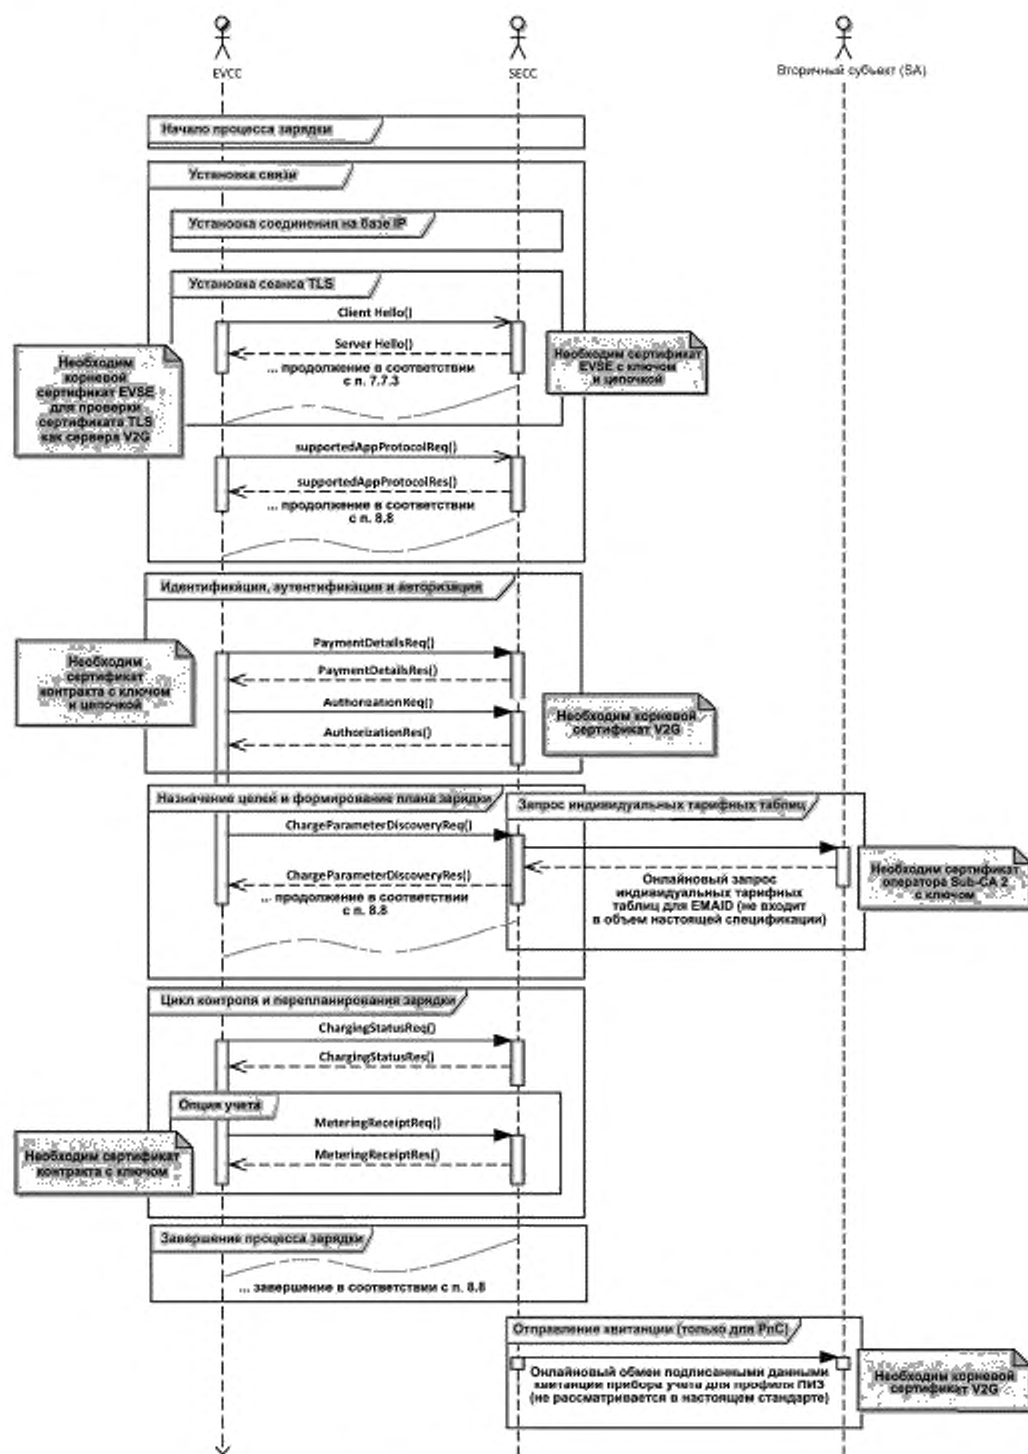 EVCC
SECC
Вторичный субъект (SA)
Начало процесса зарядки
Установка связи
Установка соединения на базе IP
Установка сеанса TLS
Client Hello()
Server Hello()
... продолжение в соответствии
с п. 7.7.3
Необходим
корневой
сертификат EVSE
для проверки
сертификата TLS
как сервера V2G
Необходим сертификат
EVSE с ключом
и цепочкой
supportedAppProtocolReq()
supportedAppProtocolRes()
... продолжение в соответствии
с п. 8.8
Идентификация, аутентификация и авторизация
Необходим
сертификат
контракта с ключом
и цепочкой
PaymentDetailsReq()
PaymentDetailsRes()
AuthorizationReq()
AuthorizationRes()
Необходим корневой
сертификат V2G
Назначение целей и формирование плана зарядки
Запрос индивидуальных тарифных таблиц
ChargeParameterDiscoveryReq()
ChargeParameterDiscoveryRes()
... продолжение в соответствии
с п. 8.8
Онлайновый запрос
индивидуальных тарифных
таблиц для EMAID (не входит
в объем настоящей спецификации)
Необходим сертификат
оператора Sub-CA 2
с ключом
Цикл контроля и перепланирования зарядки
ChargingStatusReq()
ChargingStatusRes()
Опция учета
MeteringReceiptReq()
MeteringReceiptRes()
Необходим сертификат
контракта с ключом
Завершение процесса зарядки
... завершение в соответствии с п. 8.8
Отправление квитанции (только для PnC)
Онлайновый обмен подписанными данными
квитанции прибора учета для профиля ПИЗ
(не рассматривается в настоящем стандарте)
Необходим корневой
сертификат V2G